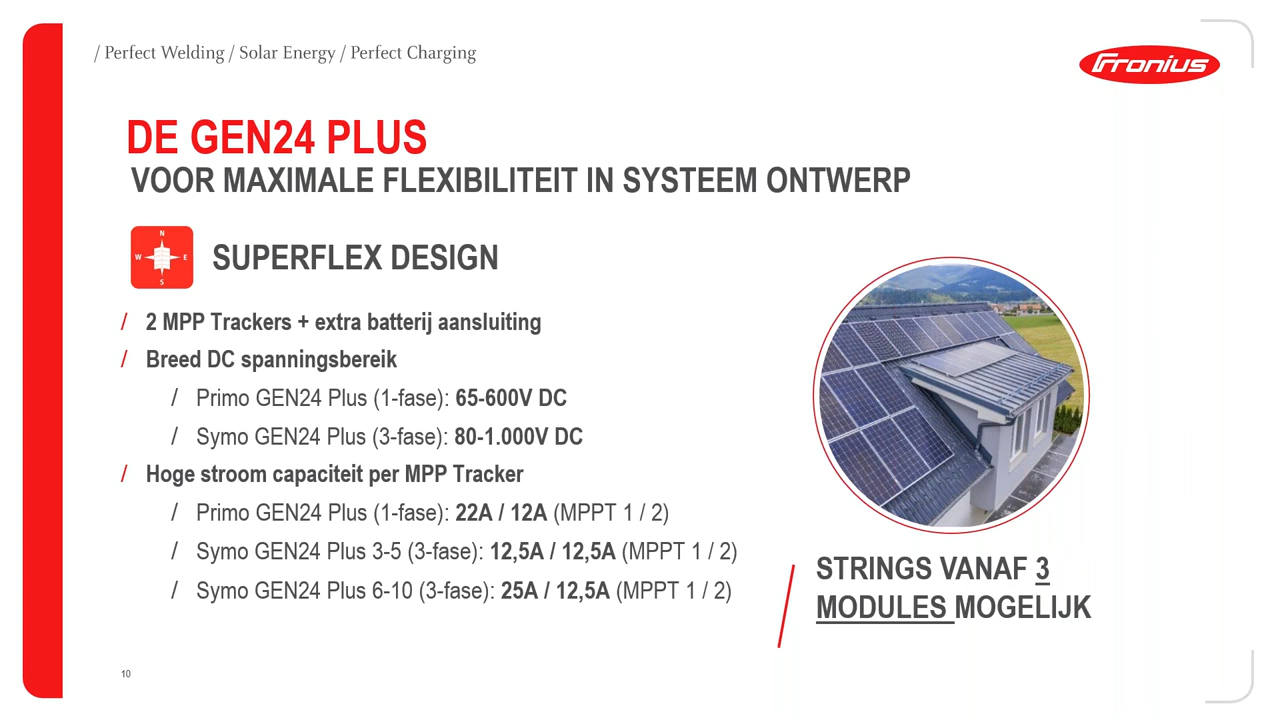 / Perfect Welding / Solar Energy / Perfect Charging
Fronius
DE GEN24 PLUS
VOOR MAXIMALE FLEXIBILITEIT IN SYSTEEM ONTWERP
N
W E
S
SUPERFLEX DESIGN
/ 2 MPP Trackers + extra batterij aansluiting
/ Breed DC spanningsbereik
/ Primo GEN24 Plus (1-fase): 65-600V DC
/ Symo GEN24 Plus (3-fase): 80-1.000V DC
/ Hoge stroom capaciteit per MPP Tracker
/ Primo GEN24 Plus (1-fase): 22A / 12A (MPPT 1 / 2)
/ Symo GEN24 Plus 3-5 (3-fase): 12,5A / 12,5A (MPPT 1 / 2)
/ Symo GEN24 Plus 6-10 (3-fase): 25A / 12,5A (MPPT 1 / 2)
STRINGS VANAF 3
MODULES MOGELIJK
10